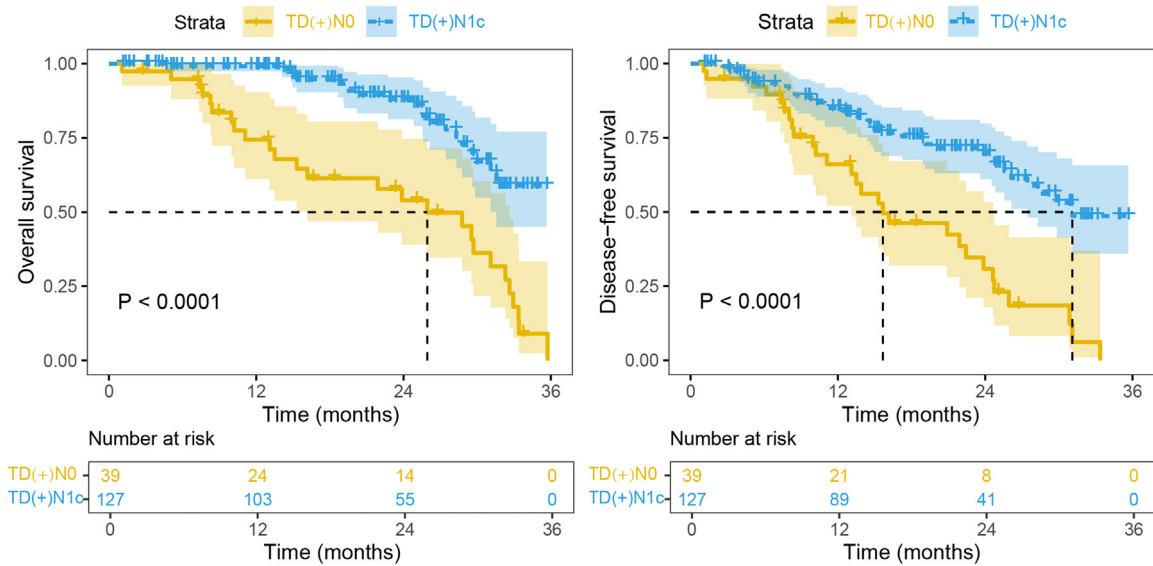 Strata TD(+)N0 TD(+)N1c
Overall survival
1.00
0.75
0.50
0.25
0.00
P < 0.0001
0 12 24 36
Time (months)
Number at risk
TD(+)N0 39 24 14 0
TD(+)N1c 127 103 55 0
0 12 24 36
Time (months)
Strata TD(+)N0 TD(+)N1c
Disease-free survival
1.00
0.75
0.50
0.25
0.00
P < 0.0001
0 12 24 36
Time (months)
Number at risk
TD(+)N0 39 21 8 0
TD(+)N1c 127 89 41 0
0 12 24 36
Time (months)